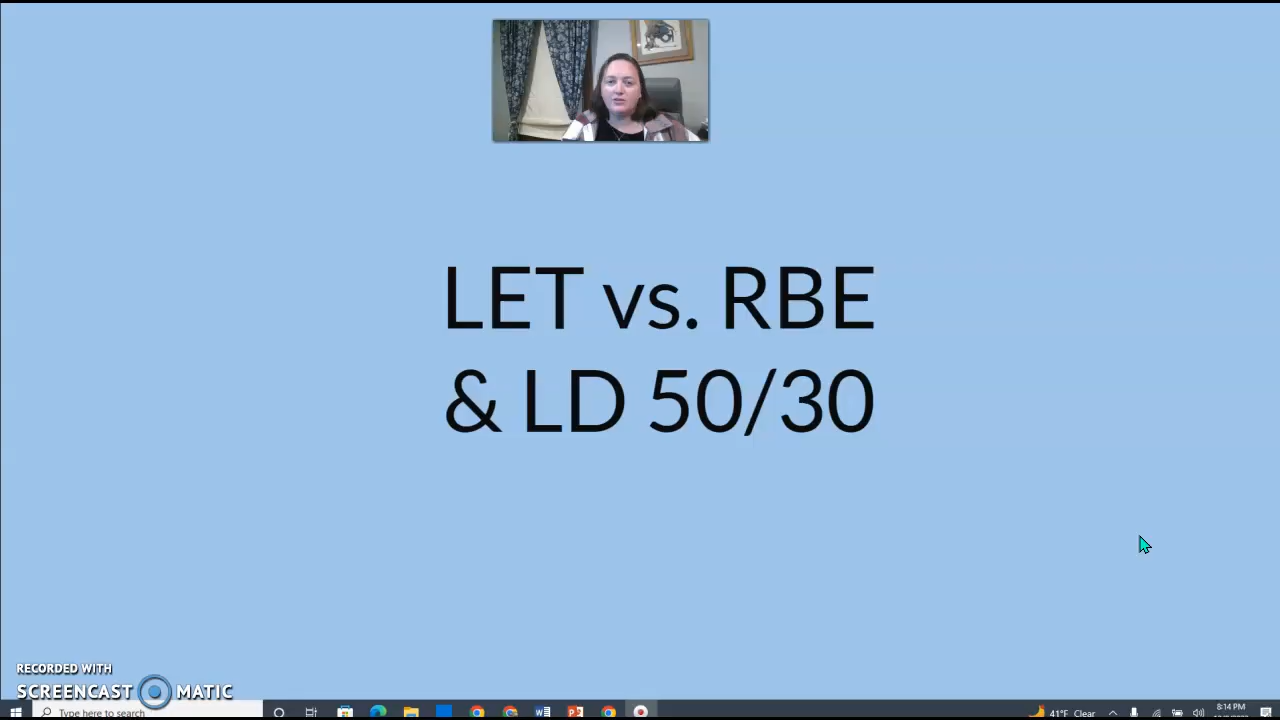 LET vs. RBE
& LD 50/30
RECORDED WITH
SCREENCAST MATIC
Type here to search
41°F Clear
8:14 PM